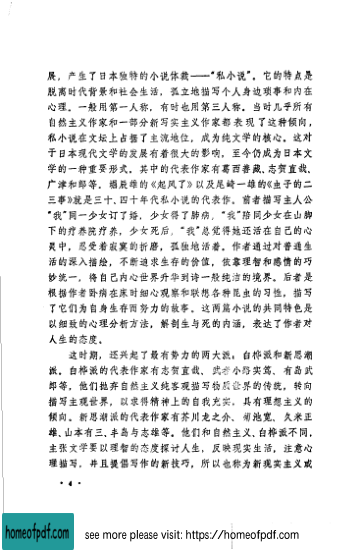 展，产生了日本独特的小说体裁——“私小说”。它的特点是
脱离时代背景和社会生活，孤立地描写个人身边琐事和内在
心理。一般用第一人称，有时也用第三人称。当时几乎所有
自然主义作家和一部分新写实主义作家都表现了这种倾向，
私小说在文坛上占据了主流地位，成为纯文学的核心。这对
于日本现代文学的发展有着很大的影响，至今仍成为日本文
学的一种重要形式。其中的代表作家有葛西善藏、志贺直哉、
广津和郎等。堀辰雄的《起风了》以及尾崎一雄的《虫子的二
三事》就是三、四十年代私小说的代表作。前者描写主人公
“我”同一少女订了婚，少女得了肺病，“我”陪同少女在山脚
下的疗养院疗养，少女死后，“我”总觉得她还活在自己的心
灵中，忍受着寂寞的折磨，孤独地活着。作者通过对普通生
活的深入描绘，不断追求生存的价值，依靠理智和感情的巧
妙统一，将自己内心世界升华到诗一般纯洁的境界。后者是
根据作者卧病在床时细心观察和联想各种昆虫的习性，描写
了它们为自身生存而努力的故事。这两篇小说的共同特色是
以细致的心理分析方法，解剖生与死的内涵，表达了作者对
人生的态度。
这时期，还兴起了最有势力的两大派：白桦派和新思潮
派。白桦派的代表作家有志贺直哉、武者小路实笃、有岛武
郎等，他们抛弃自然主义纯客观描写物质世界的传统，转向
描写主观世界，以求得精神上的自我充实，具有理想主义的
倾向。新思潮派的代表作家有芥川龙之介、菊池宽、久米正
雄、山本有三、丰岛与志雄等。他们和自然主义、白桦派不同，
主张文学要以理智的态度探讨人生，反映现实生活，注意心
理描写，并且提倡写作的新技巧，所以也称为新现实主义或
· 4 ·
homeofpdf.com
see more please visit: https://homeofpdf.com